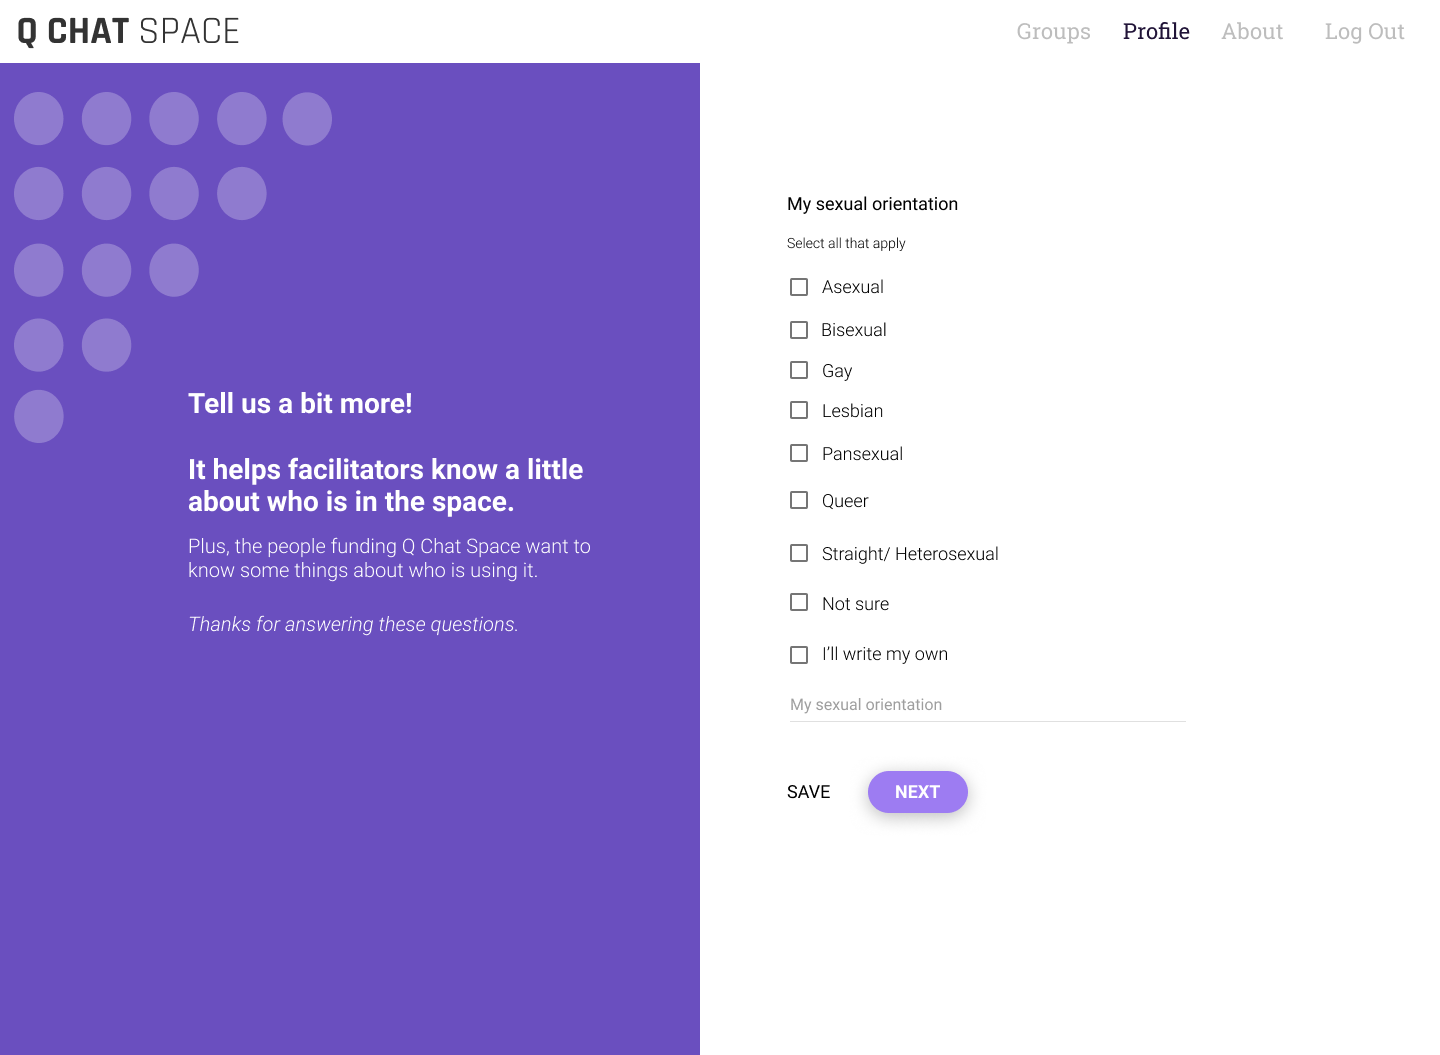 Q CHAT SPACE
Groups Profile About Log Out
Tell us a bit more!
It helps facilitators know a little
about who is in the space.
Plus, the people funding Q Chat Space want to
know some things about who is using it.
Thanks for answering these questions.
My sexual orientation
Select all that apply
Asexual
Bisexual
Gay
Lesbian
Pansexual
Queer
Straight/ Heterosexual
Not sure
I’ll write my own
My sexual orientation
SAVE NEXT